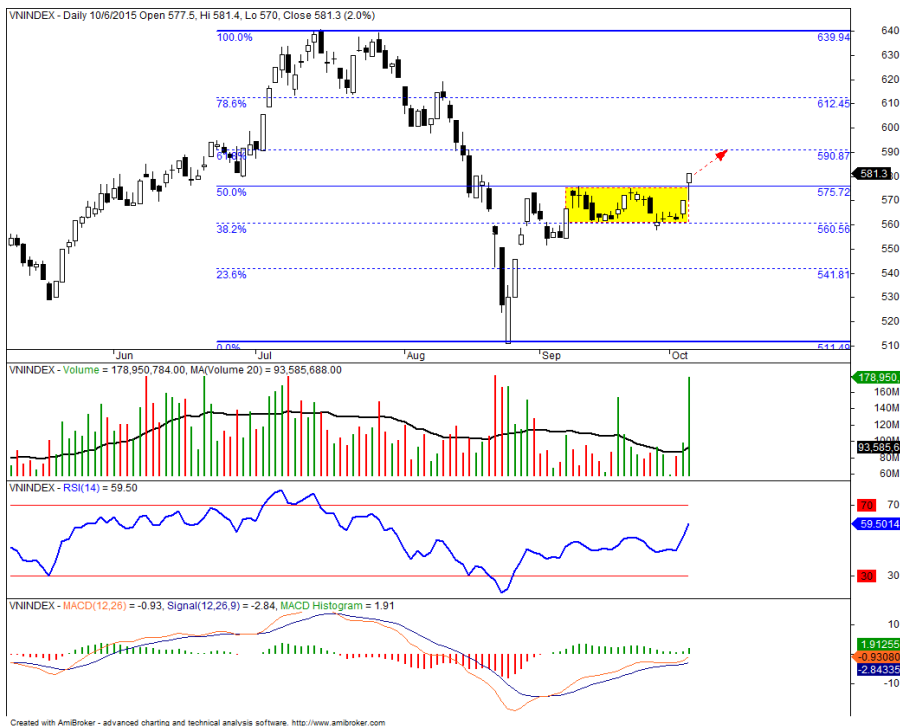 VNINDEX - Daily 10/6/2015 Open 577.5, Hi 581.4, Lo 570, Close 581.3 (2.0%)
100.0% 639.94 640
630
620
78.6% 612.45 610
600
61.8% 590.87 590
581.3 580
50.0% 575.72
570
38.2% 560.56 560
550
23.6% 541.81 540
530
520
0.0% 511.49 510
Jun Jul Aug Sep Oct
VNINDEX - Volume = 178,950,784.00, MA(Volume 20) = 93,585,688.00
178,950,
160M
140M
120M
100M
93,585,6
80M
60M
VNINDEX - RSI(14) = 59.50
70 70
59.5014
30 30
VNINDEX - MACD(12,26) = -0.93, Signal(12,26,9) = -2.84, MACD Histogram = 1.91
10
1.91255
-0.93080
-2.84335
-10
Created with AmiBroker - advanced charting and technical analysis software. http://www.amibroker.com